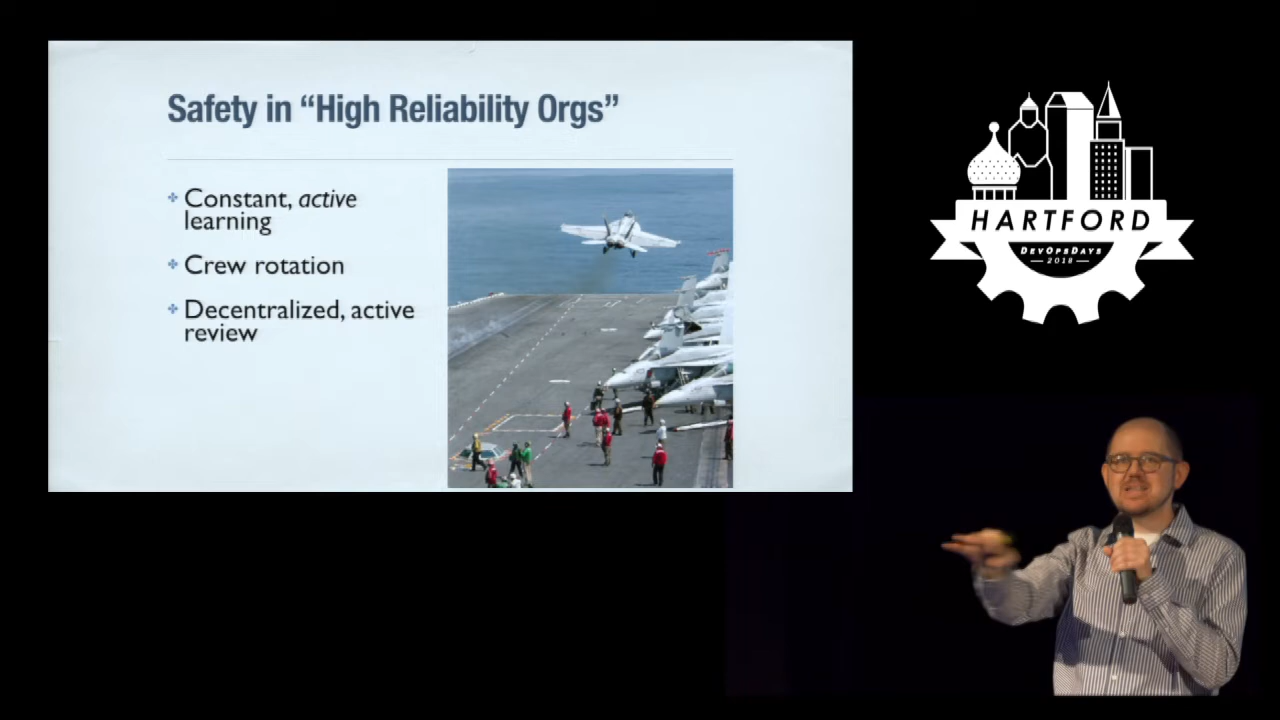 Safety in “High Reliability Orgs”
Constant, active
learning
Crew rotation
Decentralized, active
review
HARTFORD
DEVOPSDAYS
2018